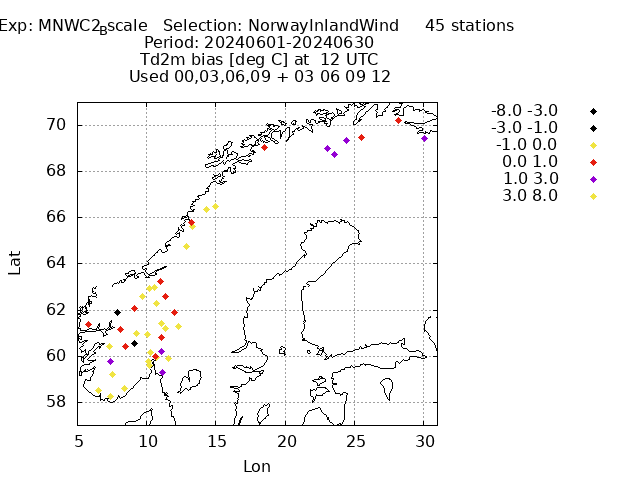 Exp: MNWC2_Bscale Selection: NorwayInlandWind 45 stations
Period: 20240601-20240630
Td2m bias [deg C] at 12 UTC
Used 00,03,06,09 + 03 06 09 12
-8.0 -3.0
-3.0 -1.0
-1.0 0.0
0.0 1.0
1.0 3.0
3.0 8.0
70
68
66
64
62
60
58
Lat
5 10 15 20 25 30
Lon